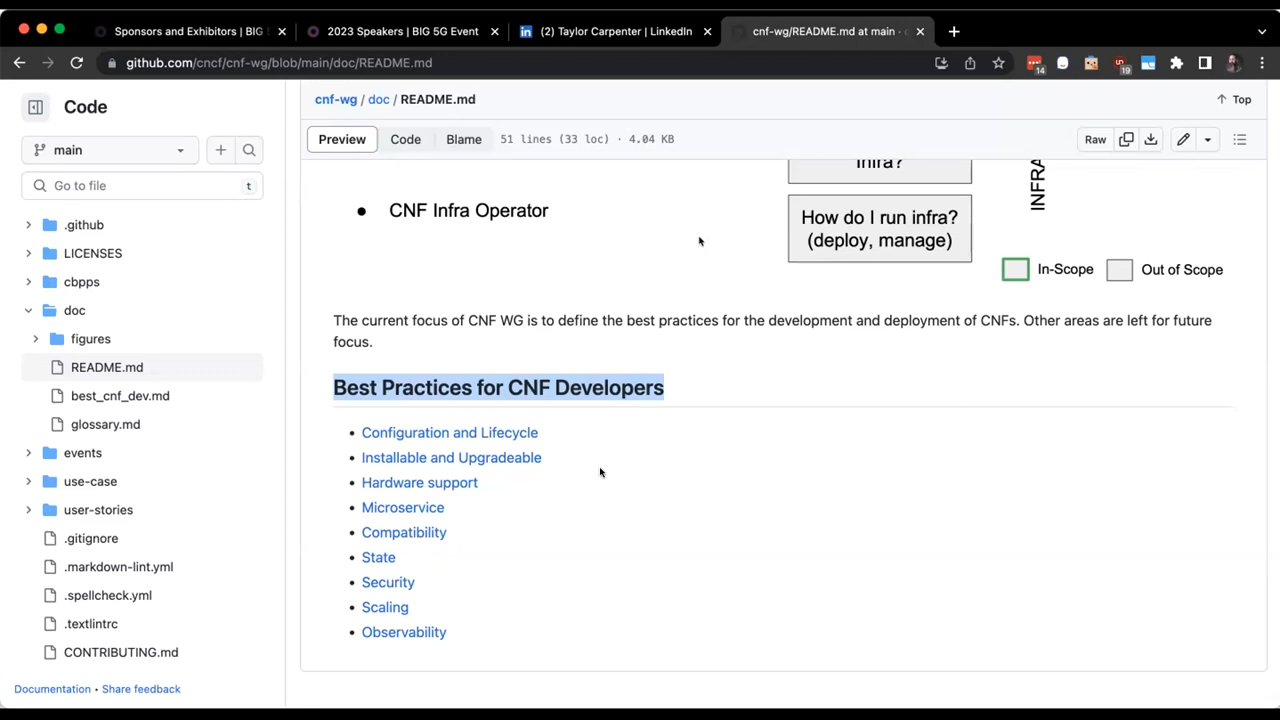 Sponsors and Exhibitors | BIG
2023 Speakers | BIG 5G Event
(2) Taylor Carpenter | LinkedIn
cnf-wg/README.md at main ·
github.com/cncf/cnf-wg/blob/main/doc/README.md
14
19
Code
main
Go to file
t
.github
LICENSES
cbpps
doc
figures
README.md
best_cnf_dev.md
glossary.md
events
use-case
user-stories
.gitignore
.markdown-lint.yml
.spellcheck.yml
.textlintrc
CONTRIBUTING.md
Documentation • Share feedback
cnf-wg / doc / README.md
Top
Preview
Code
Blame
51 lines (33 loc) · 4.04 KB
Raw
infra?
INFRA
• CNF Infra Operator
How do I run infra?
(deploy, manage)
In-Scope
Out of Scope
The current focus of CNF WG is to define the best practices for the development and deployment of CNFs. Other areas are left for future
focus.
Best Practices for CNF Developers
• Configuration and Lifecycle
• Installable and Upgradeable
• Hardware support
• Microservice
• Compatibility
• State
• Security
• Scaling
• Observability